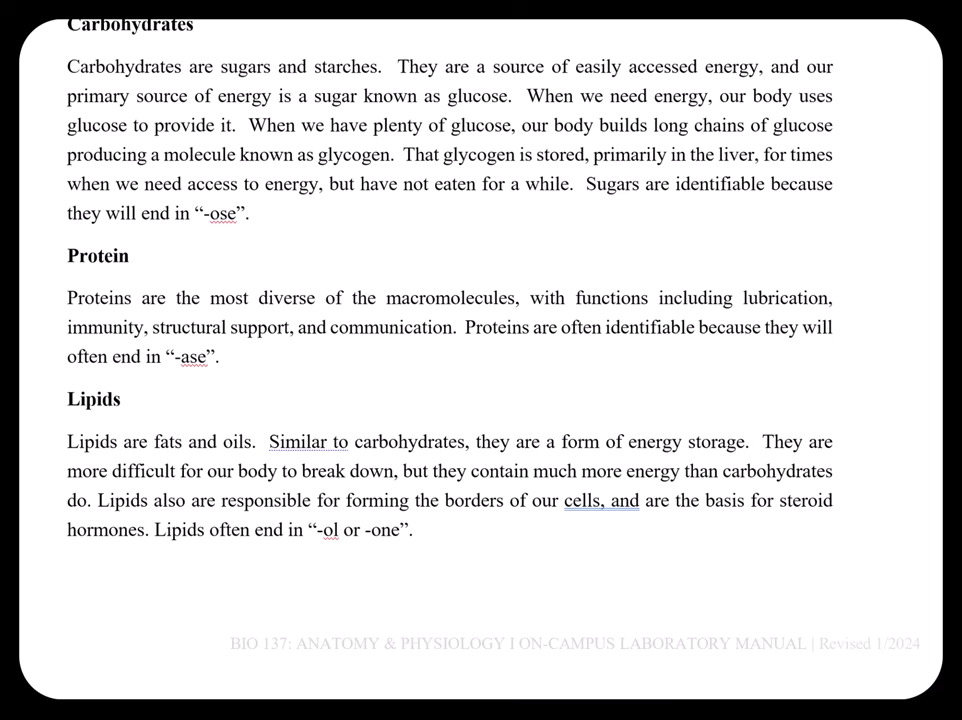 Carbohydrates
Carbohydrates are sugars and starches.  They are a source of easily accessed energy, and our
primary source of energy is a sugar known as glucose.  When we need energy, our body uses
glucose to provide it.  When we have plenty of glucose, our body builds long chains of glucose
producing a molecule known as glycogen.  That glycogen is stored, primarily in the liver, for times
when we need access to energy, but have not eaten for a while.  Sugars are identifiable because
they will end in “-ose”.
Protein
Proteins are the most diverse of the macromolecules, with functions including lubrication,
immunity, structural support, and communication.  Proteins are often identifiable because they will
often end in “-ase”.
Lipids
Lipids are fats and oils.  Similar to carbohydrates, they are a form of energy storage.  They are
more difficult for our body to break down, but they contain much more energy than carbohydrates
do. Lipids also are responsible for forming the borders of our cells, and are the basis for steroid
hormones. Lipids often end in “-ol or -one”.
BIO 137: ANATOMY & PHYSIOLOGY I ON-CAMPUS LABORATORY MANUAL | Revised 1/2024